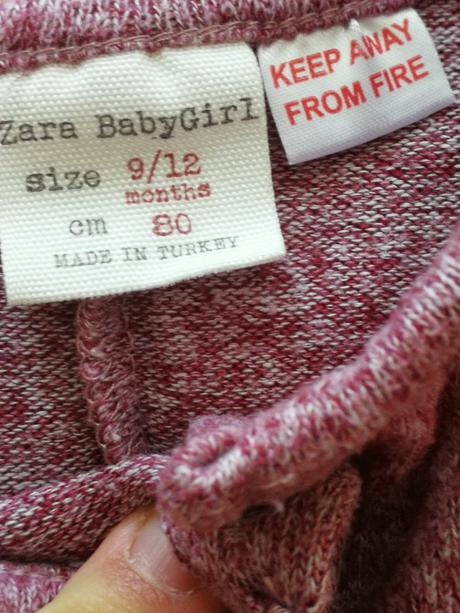 Zara BabyGirl
size 9/12
months
cm 80
MADE IN TURKEY
KEEP AWAY
FROM FIRE